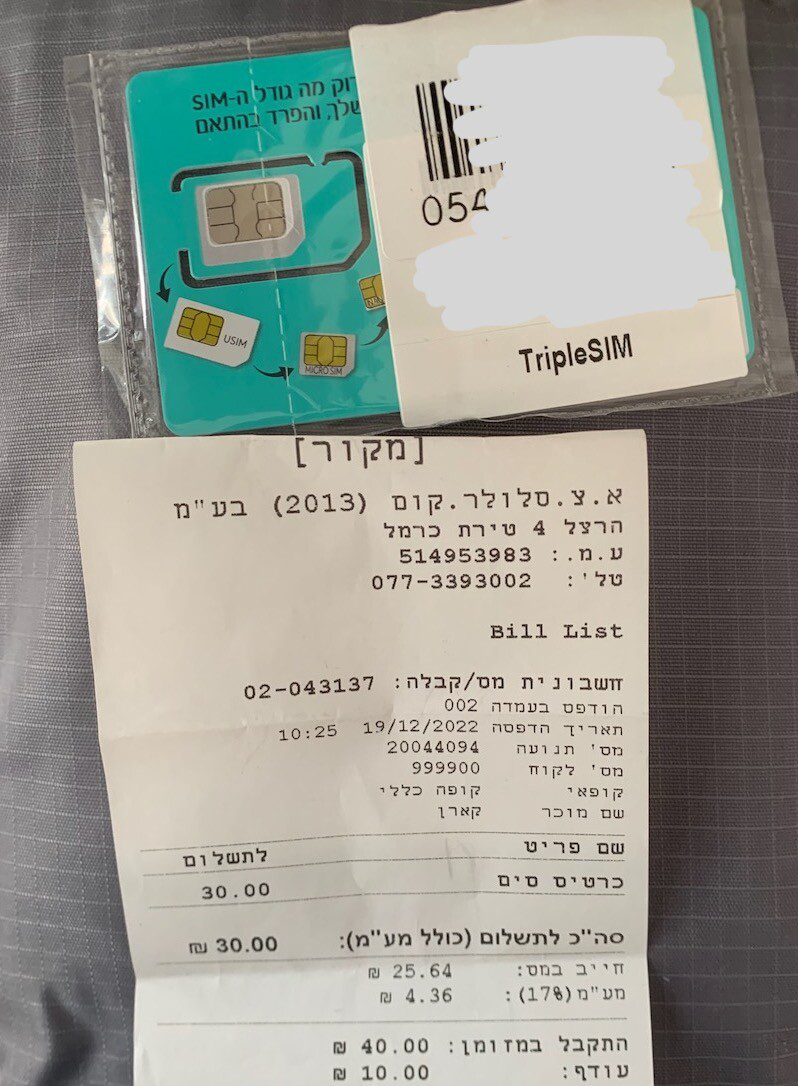 דוק מה גודל ה-SIM
שלך, והפרד בהתאם
USIM
MICRO SIM
054
TripleSIM
[מקור]
א.צ.סלולר.קום (2013) בע"מ
הרצל 4 טירת כרמל
ע.מ.: 514953983
טל': 077-3393002
Bill List
חשבונית מס/קבלה: 02-043137
הודפס בעמדה 002
תאריך הדפסה 19/12/2022 10:25
מס' תנועה 20044094
מס' לקוח 999900
קופאי קופה כללי
שם מוכר קארן
שם פריט לתשלום
כרטיס סים 30.00
סה"כ לתשלום (כולל מע"מ): 30.00 ₪
חייב במס: 25.64 ₪
מע"מ(17%): 4.36 ₪
התקבל במזומן: 40.00 ₪
עודף: 10.00 ₪